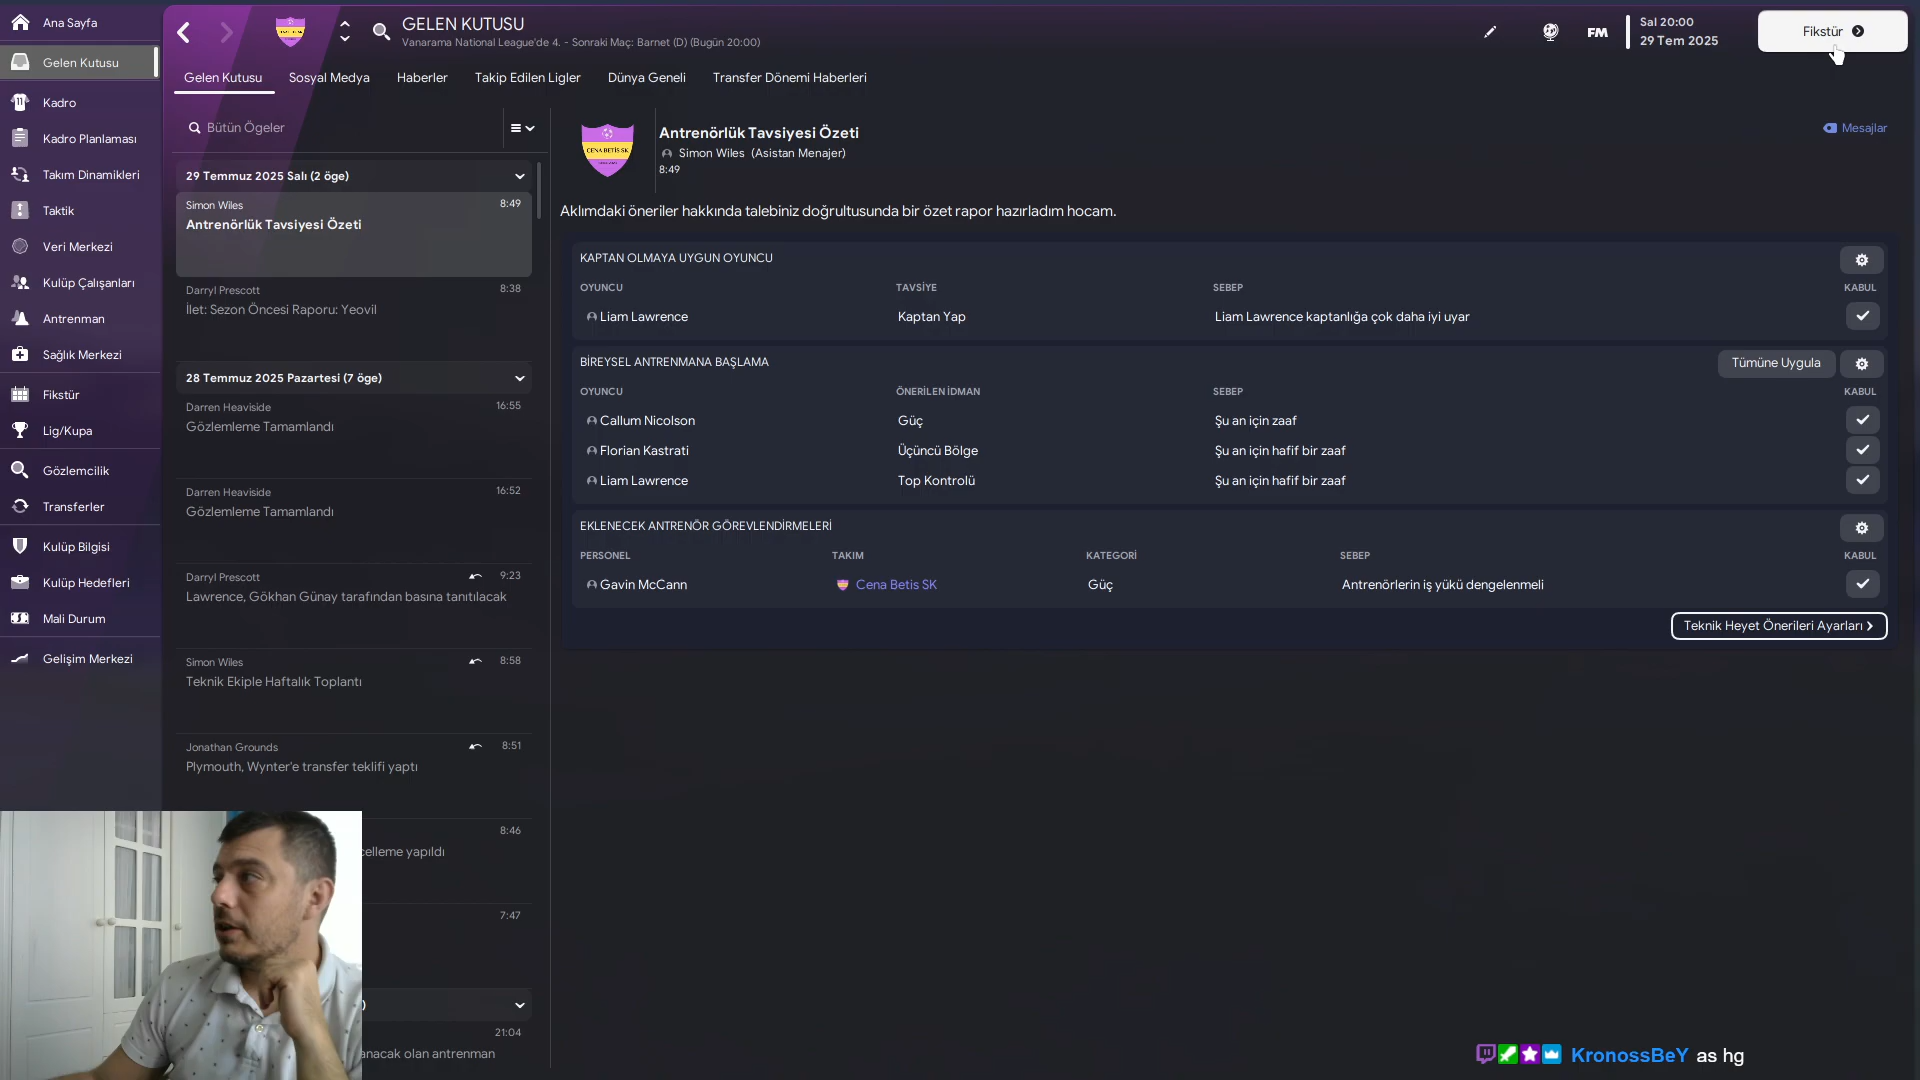 Ana Sayfa
Gelen Kutusu
Kadro
Kadro Planlaması
Takım Dinamikleri
Taktik
Veri Merkezi
Kulüp Çalışanları
Antrenman
Sağlık Merkezi
Fikstür
Lig/Kupa
Gözlemcilik
Transferler
Kulüp Bilgisi
Kulüp Hedefleri
Mali Durum
Gelişim Merkezi
GELEN KUTUSU
Vanarama National League'de 4. - Sonraki Maç: Barnet (D) (Bugün 20:00)
FM
Sal 20:00
29 Tem 2025
Fikstür
Gelen Kutusu
Sosyal Medya
Haberler
Takip Edilen Ligler
Dünya Geneli
Transfer Dönemi Haberleri
Bütün Ögeler
29 Temmuz 2025 Salı (2 öge)
Simon Wiles 8:49
Antrenörlük Tavsiyesi Özeti
Darryl Prescott 8:38
İlet: Sezon Öncesi Raporu: Yeovil
28 Temmuz 2025 Pazartesi (7 öge)
Darren Heaviside 16:55
Gözlemleme Tamamlandı
Darren Heaviside 16:52
Gözlemleme Tamamlandı
Darryl Prescott 9:23
Lawrence, Gökhan Günay tarafından basına tanıtılacak
Simon Wiles 8:58
Teknik Ekiple Haftalık Toplantı
Jonathan Grounds 8:51
Plymouth, Wynter'e transfer teklifi yaptı
8:46
celleme yapıldı
7:47
)
21:04
anacak olan antrenman
CENA BETİS SK
Antrenörlük Tavsiyesi Özeti
Simon Wiles (Asistan Menajer)
8:49
Mesajlar
Aklımdaki öneriler hakkında talebiniz doğrultusunda bir özet rapor hazırladım hocam.
KAPTAN OLMAYA UYGUN OYUNCU
OYUNCU TAVSİYE SEBEP KABUL
Liam Lawrence Kaptan Yap Liam Lawrence kaptanlığa çok daha iyi uyar
BİREYSEL ANTRENMANA BAŞLAMA Tümüne Uygula
OYUNCU ÖNERİLEN İDMAN SEBEP KABUL
Callum Nicolson Güç Şu an için zaaf
Florian Kastrati Üçüncü Bölge Şu an için hafif bir zaaf
Liam Lawrence Top Kontrolü Şu an için hafif bir zaaf
EKLENECEK ANTRENÖR GÖREVLENDİRMELERİ
PERSONEL TAKIM KATEGORİ SEBEP KABUL
Gavin McCann Cena Betis SK Güç Antrenörlerin iş yükü dengelenmeli
Teknik Heyet Önerileri Ayarları
KronossBeY as hg